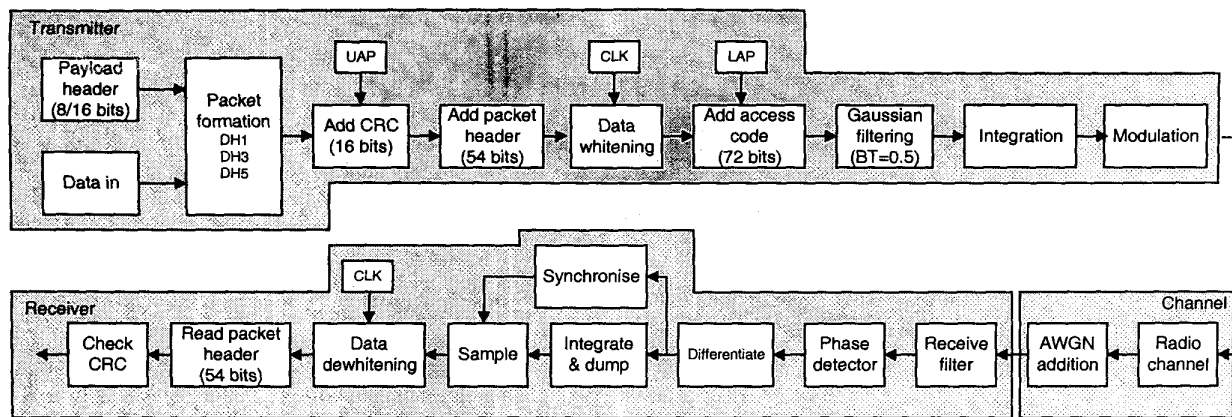 Transmitter
Payload
header
(8/16 bits)
Data in
Packet
formation
DH1
DH3
DH5
UAP
Add CRC
(16 bits)
Add packet
header
(54 bits)
CLK
Data
whitening
LAP
Add access
code
(72 bits)
Gaussian
filtering
(BT=0.5)
Integration
Modulation
Receiver
Check
CRC
Read packet
header
(54 bits)
CLK
Data
dewhitening
Sample
Synchronise
Integrate
& dump
Differentiate
Phase
detector
Receive
filter
Channel
AWGN
addition
Radio
channel